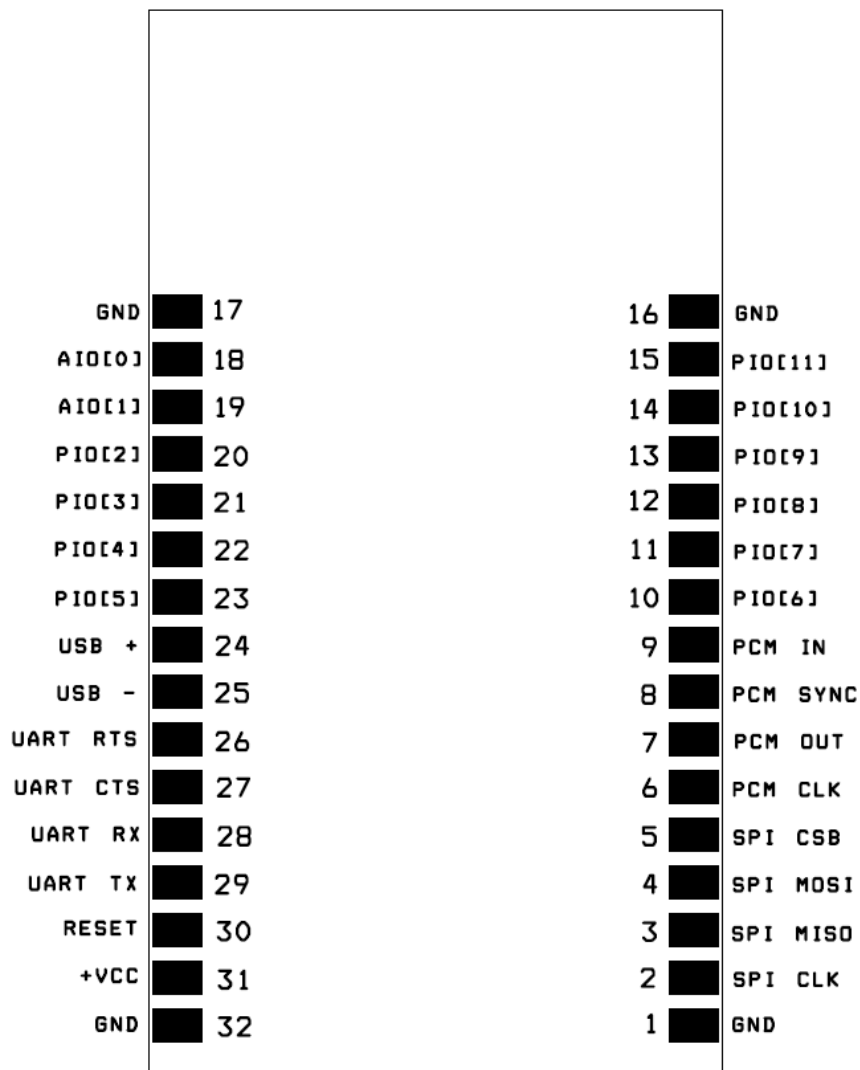 GND 17 16 GND
AIO[0] 18 15 PIO[11]
AIO[1] 19 14 PIO[10]
PIO[2] 20 13 PIO[9]
PIO[3] 21 12 PIO[8]
PIO[4] 22 11 PIO[7]
PIO[5] 23 10 PIO[6]
USB + 24 9 PCM IN
USB - 25 8 PCM SYNC
UART RTS 26 7 PCM OUT
UART CTS 27 6 PCM CLK
UART RX 28 5 SPI CSB
UART TX 29 4 SPI MOSI
RESET 30 3 SPI MISO
+VCC 31 2 SPI CLK
GND 32 1 GND